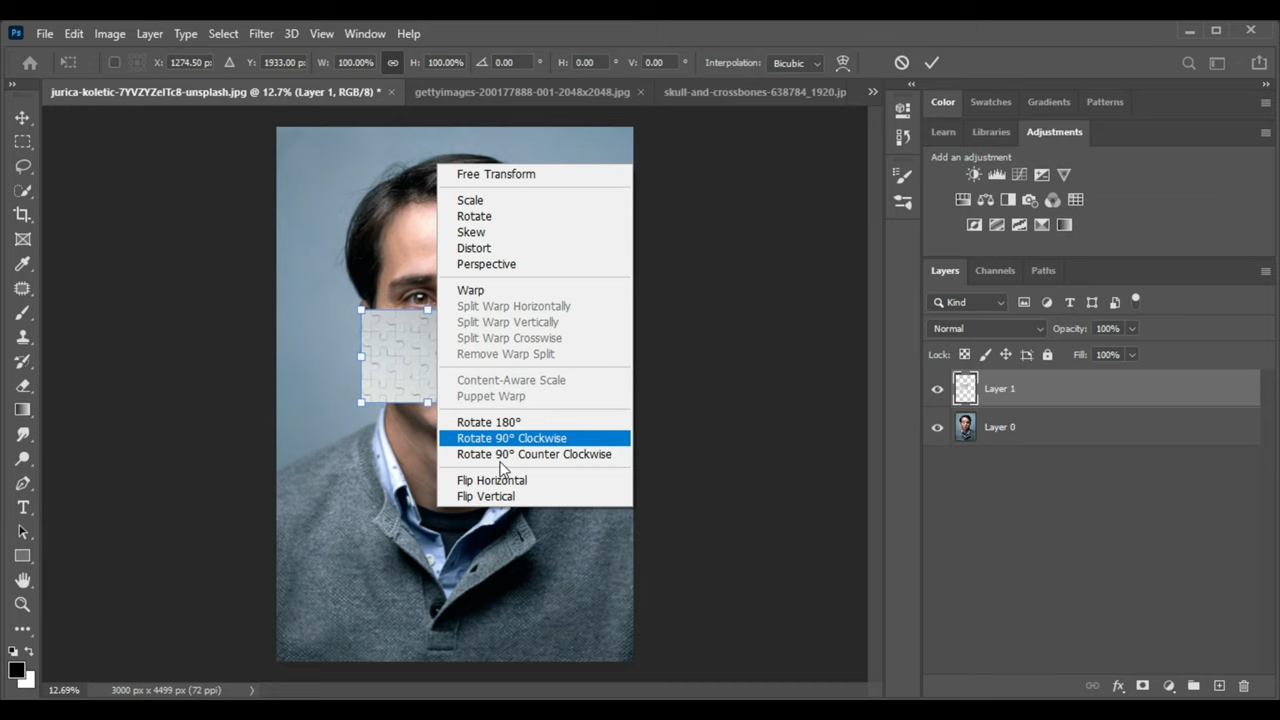 Ps File Edit Image Layer Type Select Filter 3D View Window Help
X: 1274.50 p: Y: 1933.00 p: W: 100.00% H: 100.00% 0.00 ° H: 0.00 ° V: 0.00 ° Interpolation: Bicubic
jurica-koletic-7YVZYZeITc8-unsplash.jpg @ 12.7% (Layer 1, RGB/8) * × gettyimages-200177888-001-2048x2048.jpg × skull-and-crossbones-638784_1920.jp
Color Swatches Gradients Patterns
Learn Libraries Adjustments
Add an adjustment
Free Transform
Scale
Rotate
Skew
Distort
Perspective
Warp
Split Warp Horizontally
Split Warp Vertically
Split Warp Crosswise
Remove Warp Split
Content-Aware Scale
Puppet Warp
Rotate 180°
Rotate 90° Clockwise
Rotate 90° Counter Clockwise
Flip Horizontal
Flip Vertical
Layers Channels Paths
Kind
Normal Opacity: 100%
Lock: Fill: 100%
Layer 1
Layer 0
12.69% 3000 px x 4499 px (72 ppi)